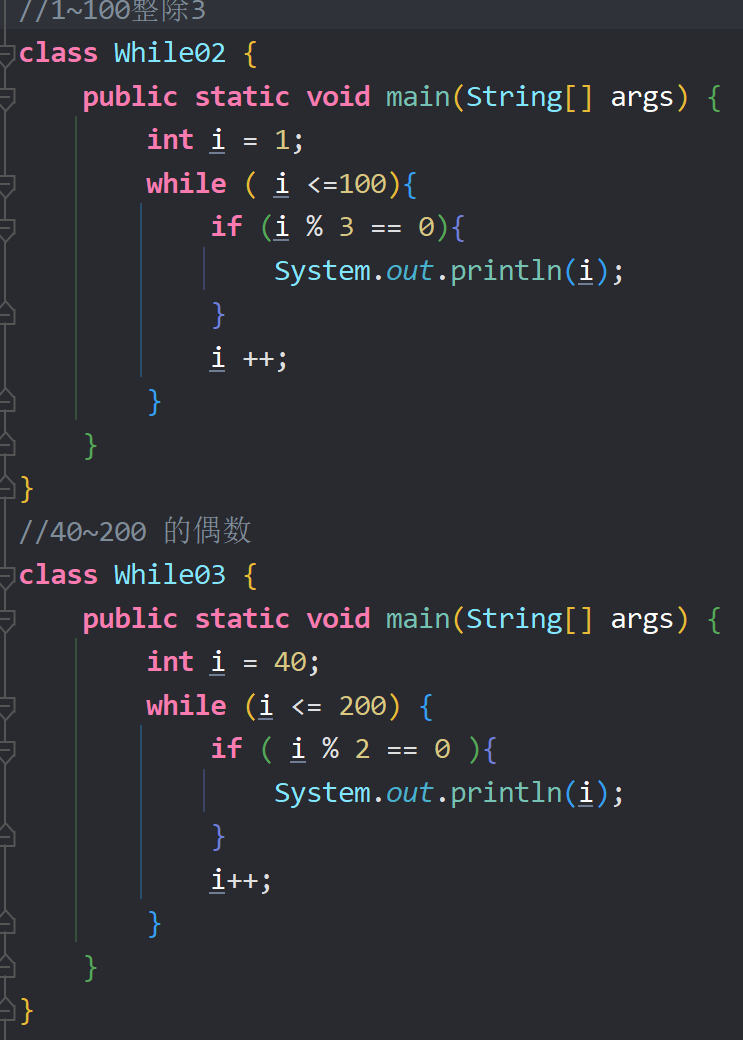 //1~100整除3
class While02 {
    public static void main(String[] args) {
        int i = 1;
        while ( i <=100){
            if (i % 3 == 0){
                System.out.println(i);
            }
            i ++;
        }
    }
}
//40~200 的偶数
class While03 {
    public static void main(String[] args) {
        int i = 40;
        while (i <= 200) {
            if ( i % 2 == 0 ){
                System.out.println(i);
            }
            i++;
        }
    }
}